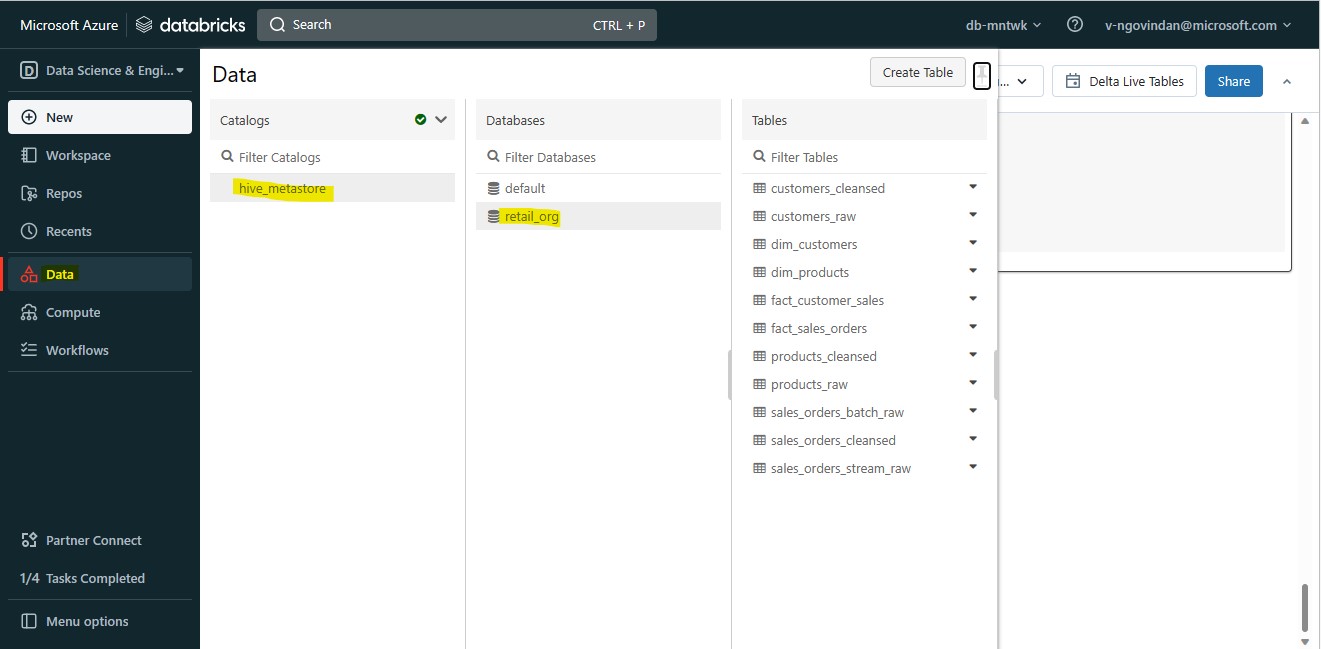 Microsoft Azure databricks Search CTRL + P db-mntwk v-ngovindan@microsoft.com
Data Science & Engi...
New
Workspace
Repos
Recents
Data
Compute
Workflows
Partner Connect
1/4 Tasks Completed
Menu options
Data
Create Table
... Delta Live Tables Share
Catalogs
Filter Catalogs
hive_metastore
Databases
Filter Databases
default
retail_org
Tables
Filter Tables
customers_cleansed
customers_raw
dim_customers
dim_products
fact_customer_sales
fact_sales_orders
products_cleansed
products_raw
sales_orders_batch_raw
sales_orders_cleansed
sales_orders_stream_raw